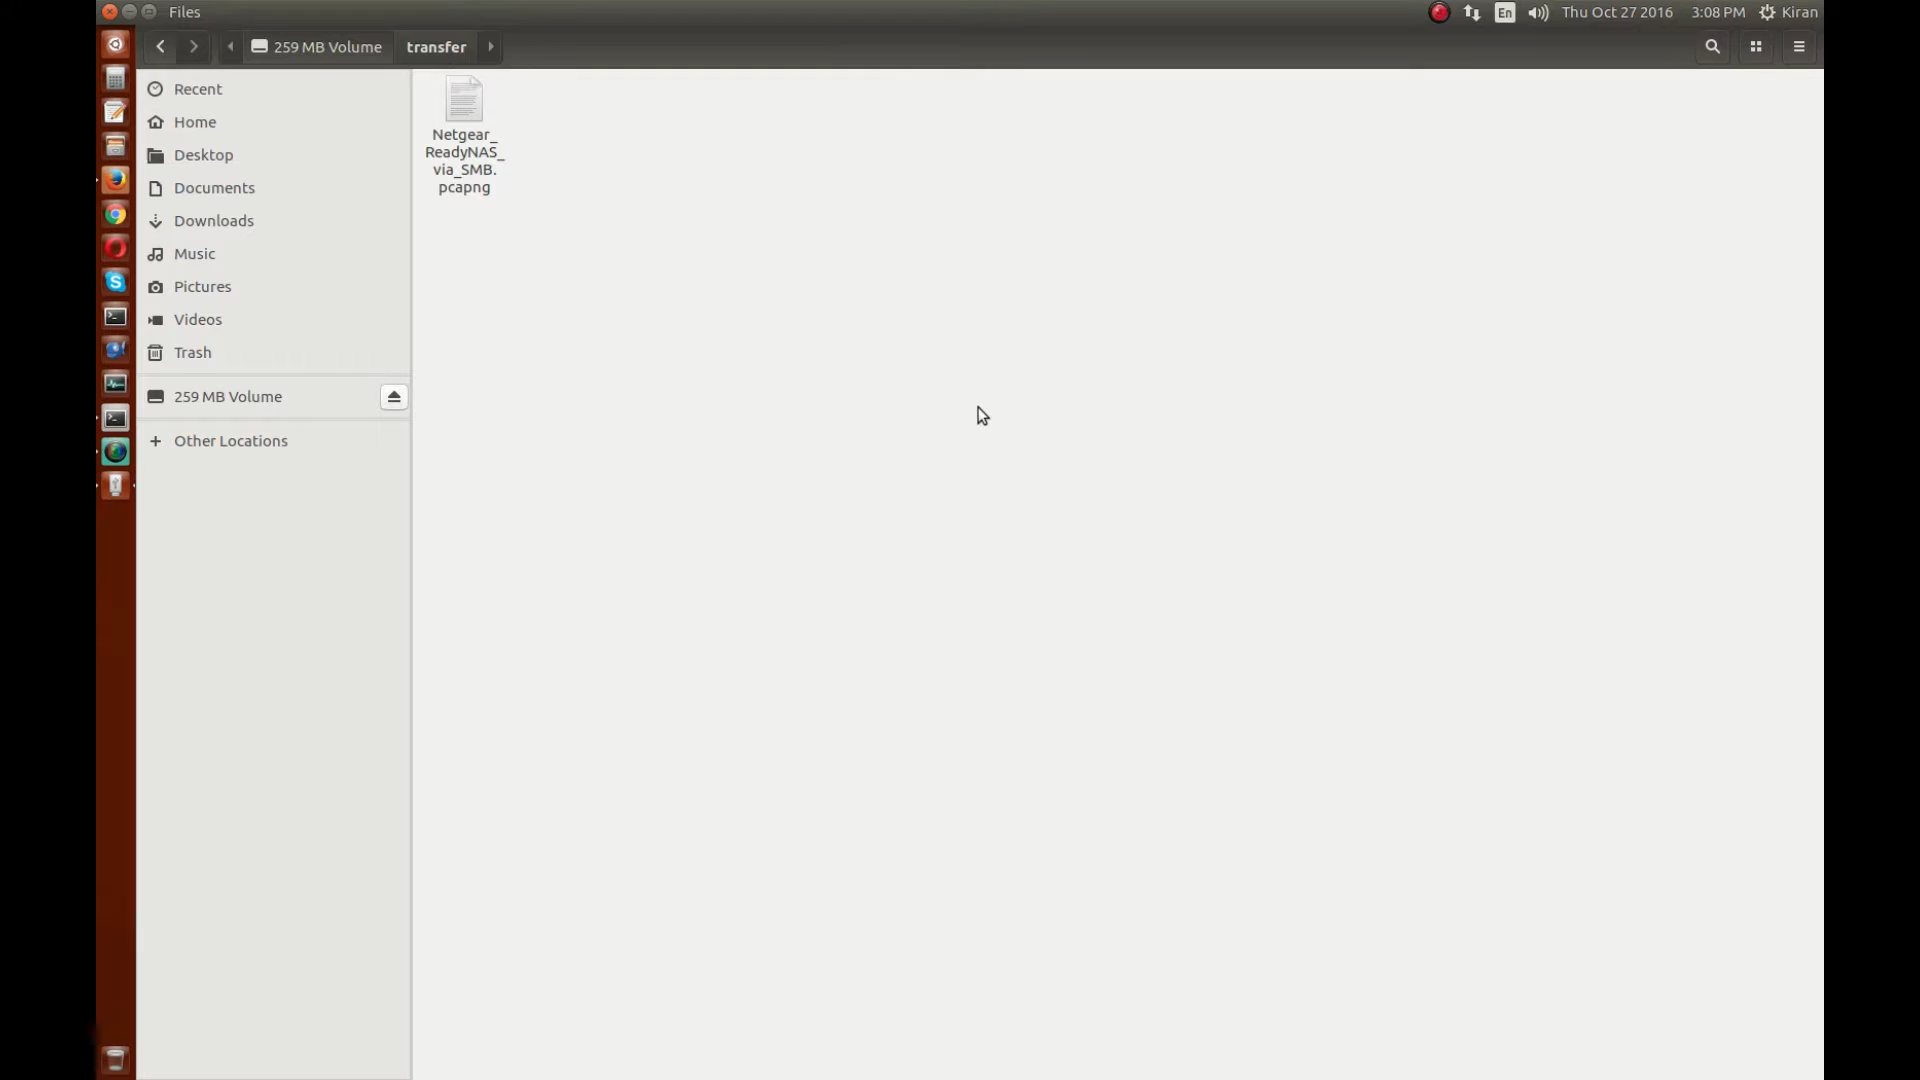 Files
En
Thu Oct 27 2016
3:08 PM
Kiran
259 MB Volume
transfer
Recent
Home
Desktop
Documents
Downloads
Music
Pictures
Videos
Trash
259 MB Volume
Other Locations
Netgear_
ReadyNAS_
via_SMB.
pcapng